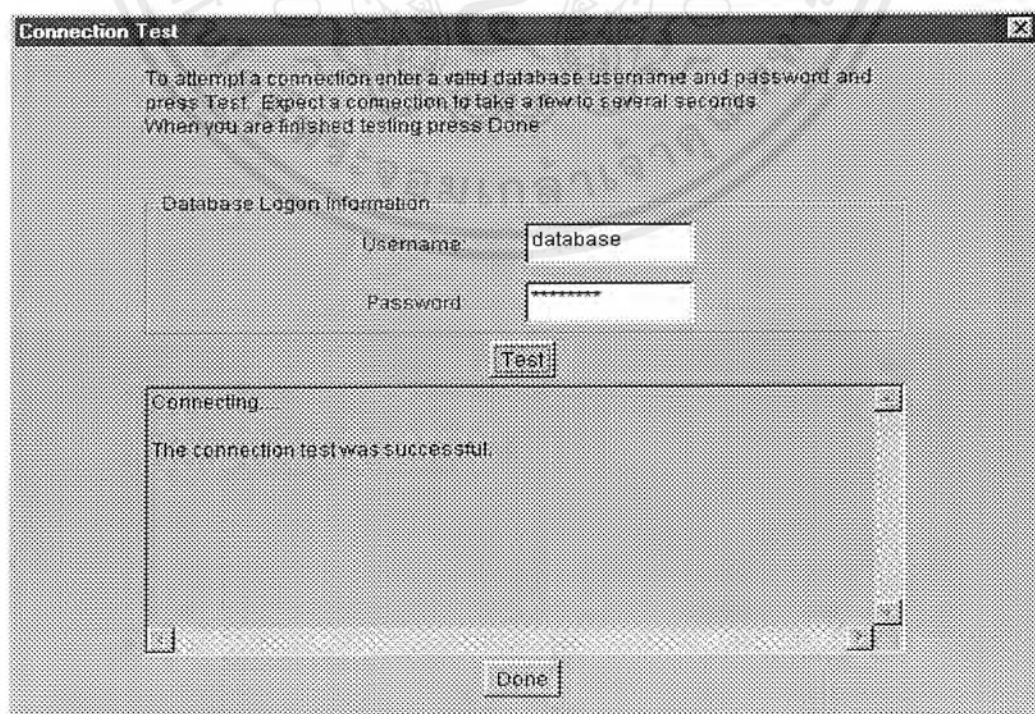 Connection Test
To attempt a connection enter a valid database username and password and
press Test. Expect a connection to take a few to several seconds.
When you are finished testing press Done.
Database Logon Information
Username:
database
Password:
********
Test
Connecting...
The connection test was successful.
Done